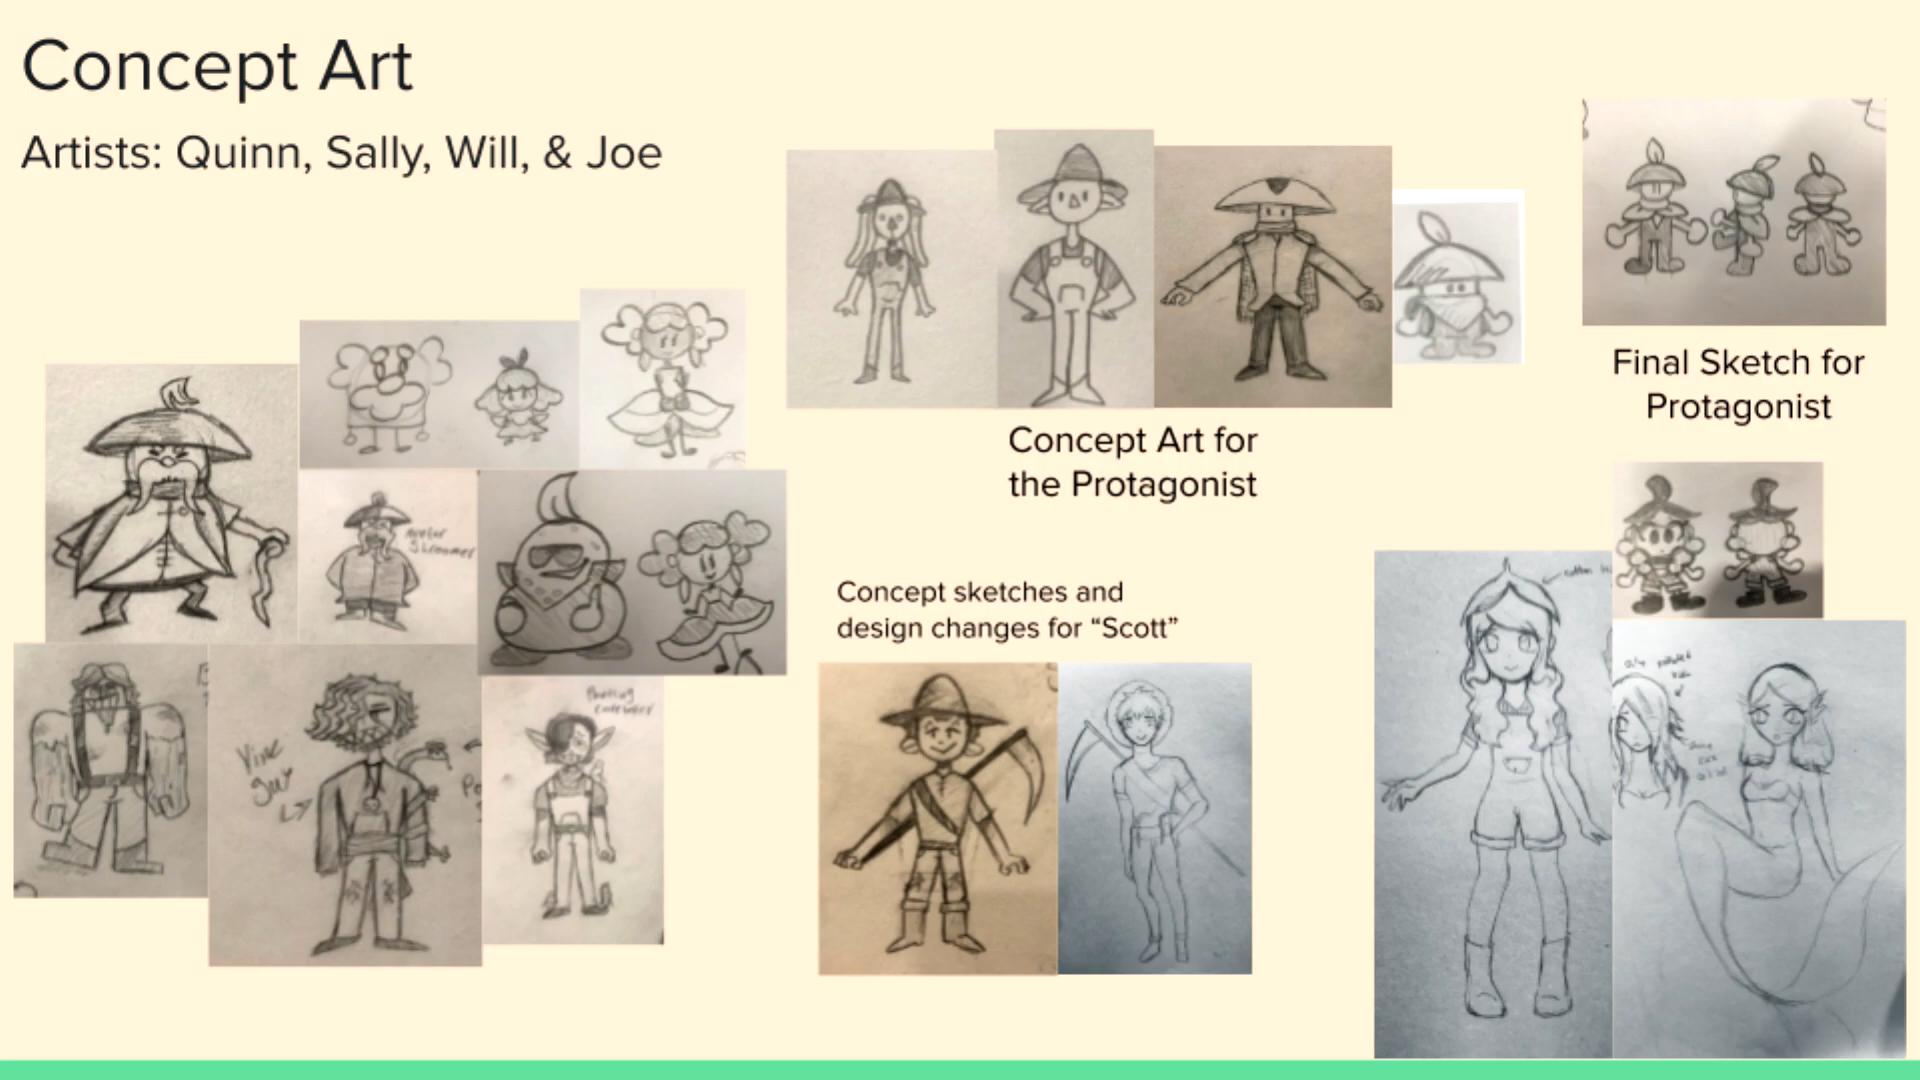 Concept Art
Artists: Quinn, Sally, Will, & Joe
Concept Art for
the Protagonist
Final Sketch for
Protagonist
Concept sketches and
design changes for “Scott”
Vine
guy